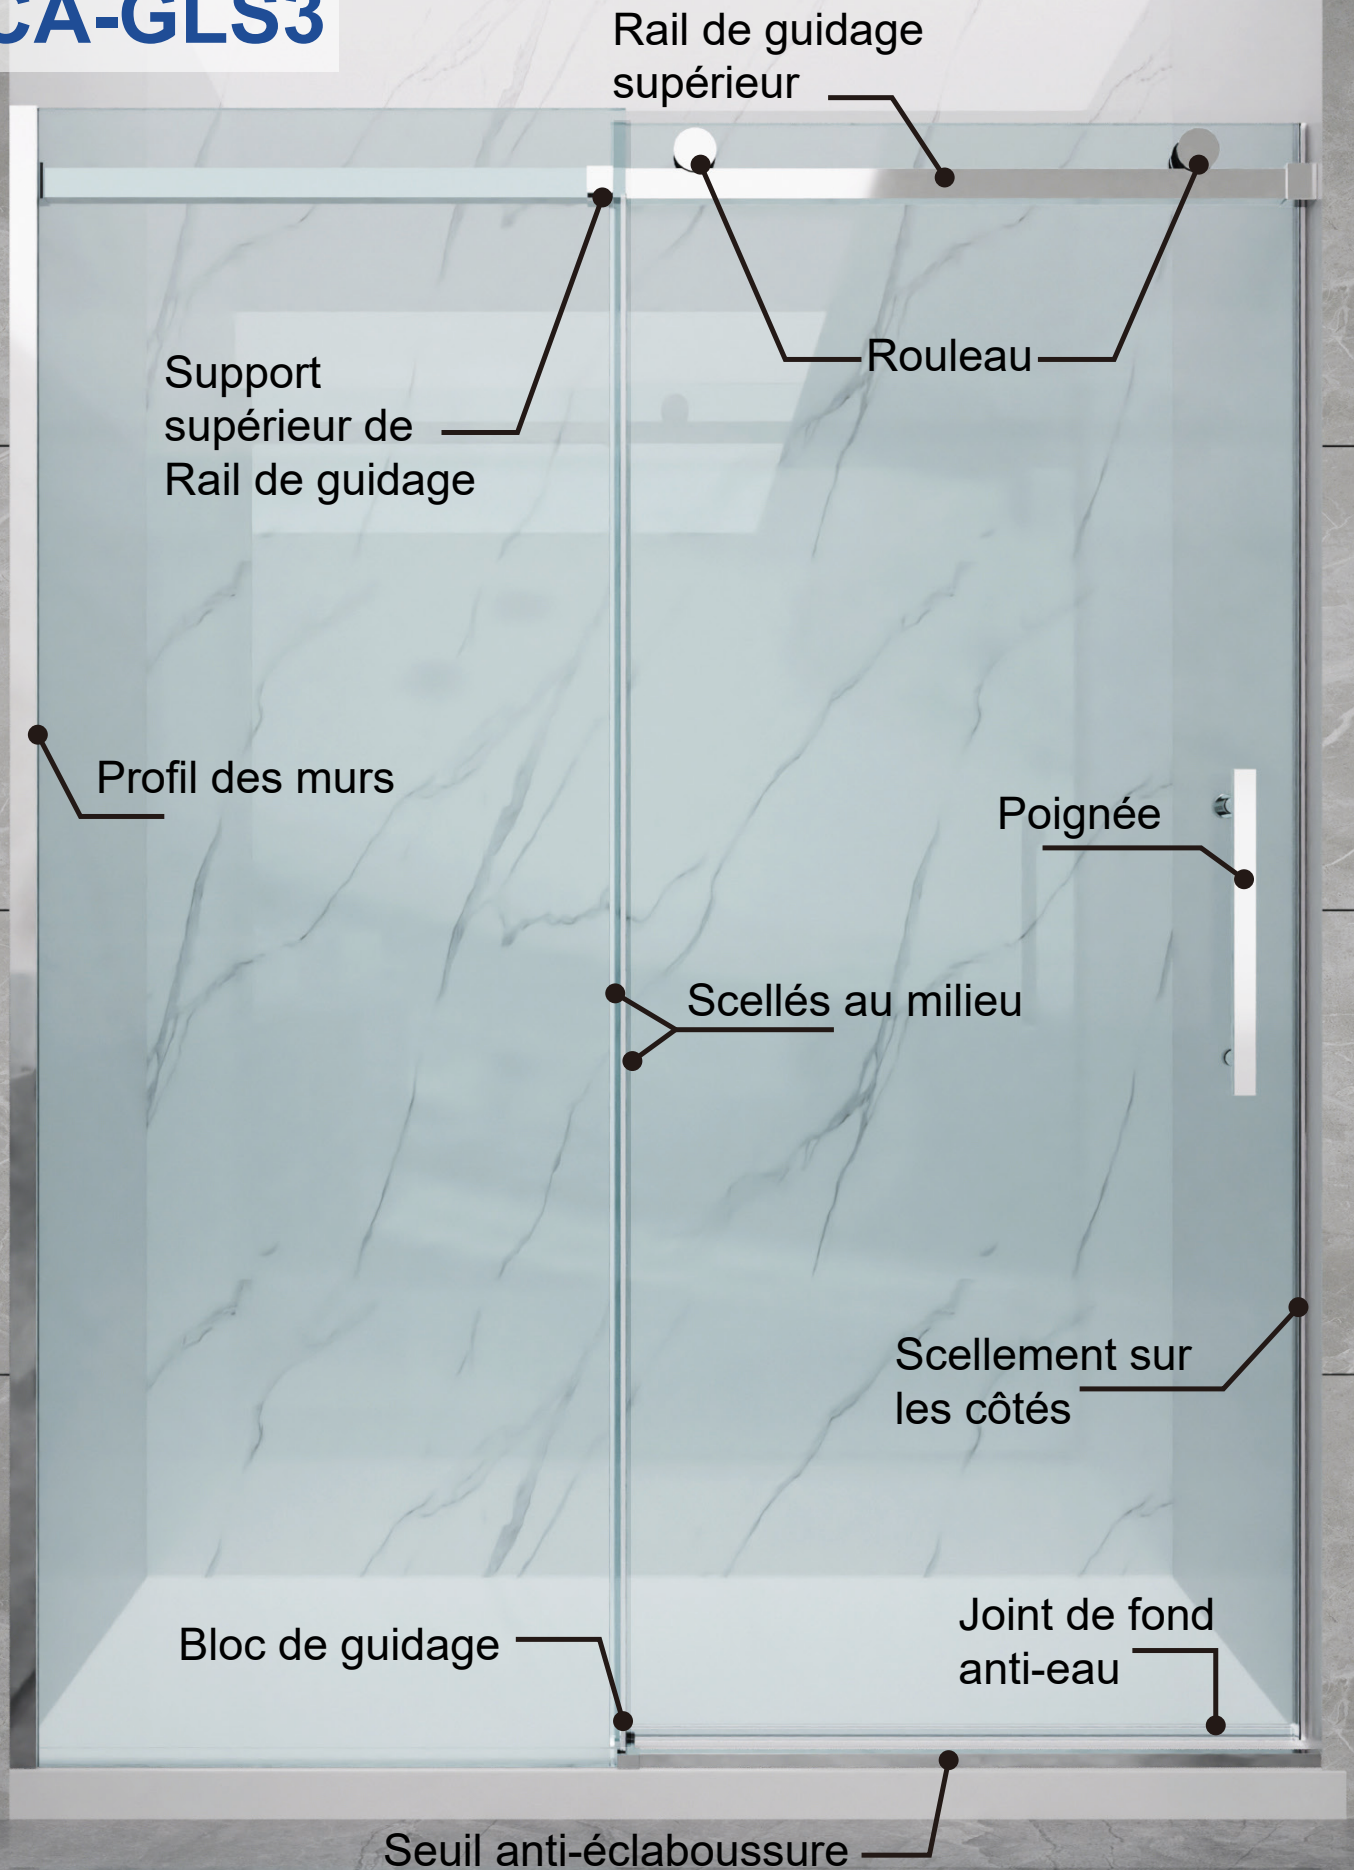 CA-GLS3
Rail de guidage
supérieur
Support
supérieur de
Rail de guidage
Rouleau
Profil des murs
Poignée
Scellés au milieu
Scellement sur
les côtés
Bloc de guidage
Joint de fond
anti-eau
Seuil anti-éclaboussure